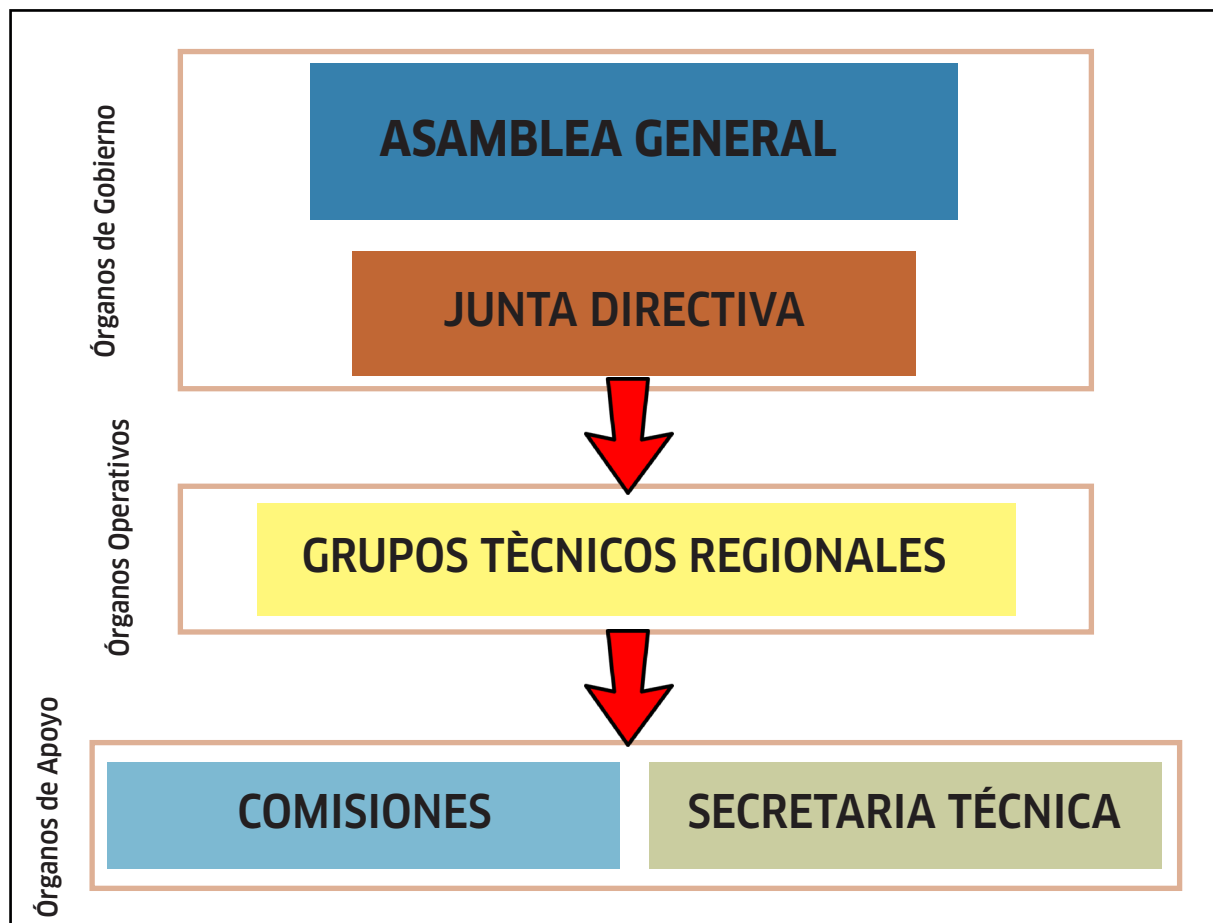 Órganos de Gobierno
ASAMBLEA GENERAL
JUNTA DIRECTIVA
Órganos Operativos
GRUPOS TÈCNICOS REGIONALES
Órganos de Apoyo
COMISIONES
SECRETARIA TÉCNICA